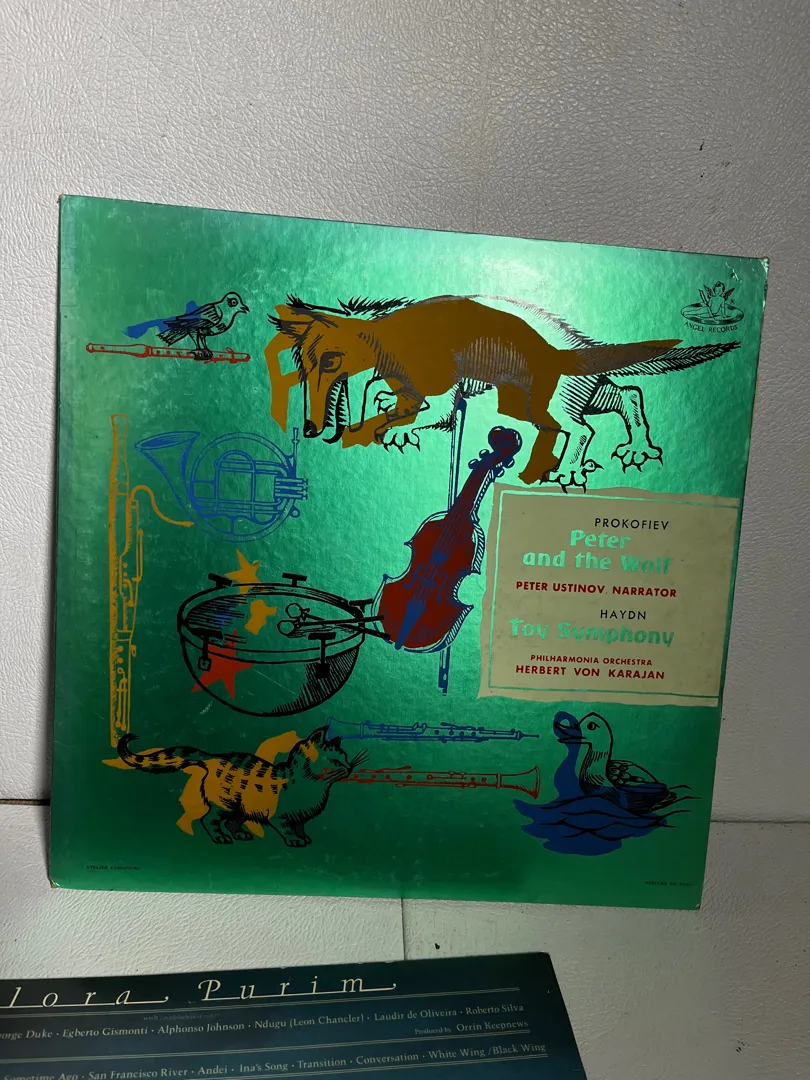 ANGEL RECORDS
PROKOFIEV
Peter
and the Wolf
PETER USTINOV, NARRATOR
HAYDN
Toy Symphony
PHILHARMONIA ORCHESTRA
HERBERT VON KARAJAN
lora Purim
orge Duke · Egberto Gismonti · Alphonso Johnson · Ndugu (Leon Chancler) · Laudir de Oliveira · Roberto Silva
Produced by Orrin Keepnews
Sometime Ago · San Francisco River · Andei · Ina's Song · Transition · Conversation · White Wing/Black Wing